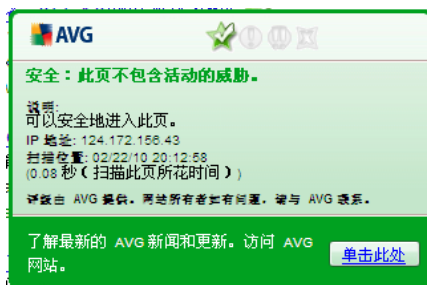 AVG
安全：此页不包含活动的威胁。
说明:
可以安全地进入此页。
IP 地址: 124.172.156.43
扫描位置: 02/22/10 20:12:58
(0.08 秒 ( 扫描此页所花时间 ) )
评级由 AVG 提供。网站所有者如有问题，请与 AVG 联系。
了解最新的 AVG 新闻和更新。访问 AVG
网站。
单击此处